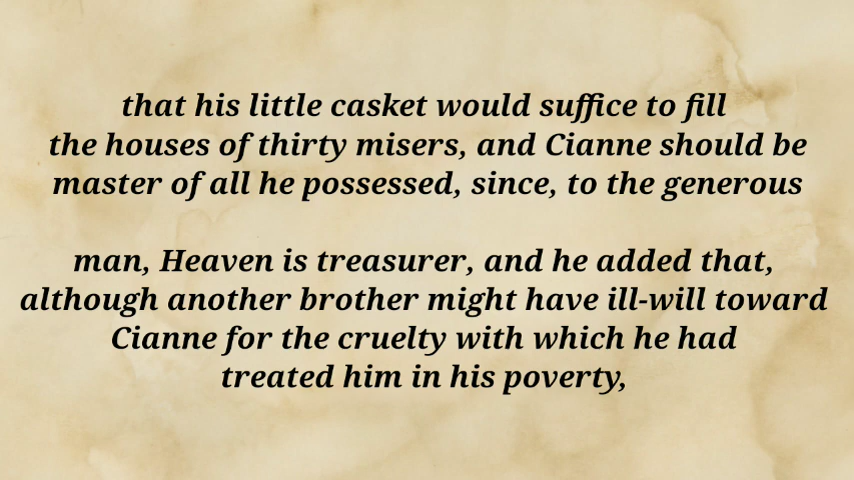 that his little casket would suffice to fill
the houses of thirty misers, and Cianne should be
master of all he possessed, since, to the generous
man, Heaven is treasurer, and he added that,
although another brother might have ill-will toward
Cianne for the cruelty with which he had
treated him in his poverty,